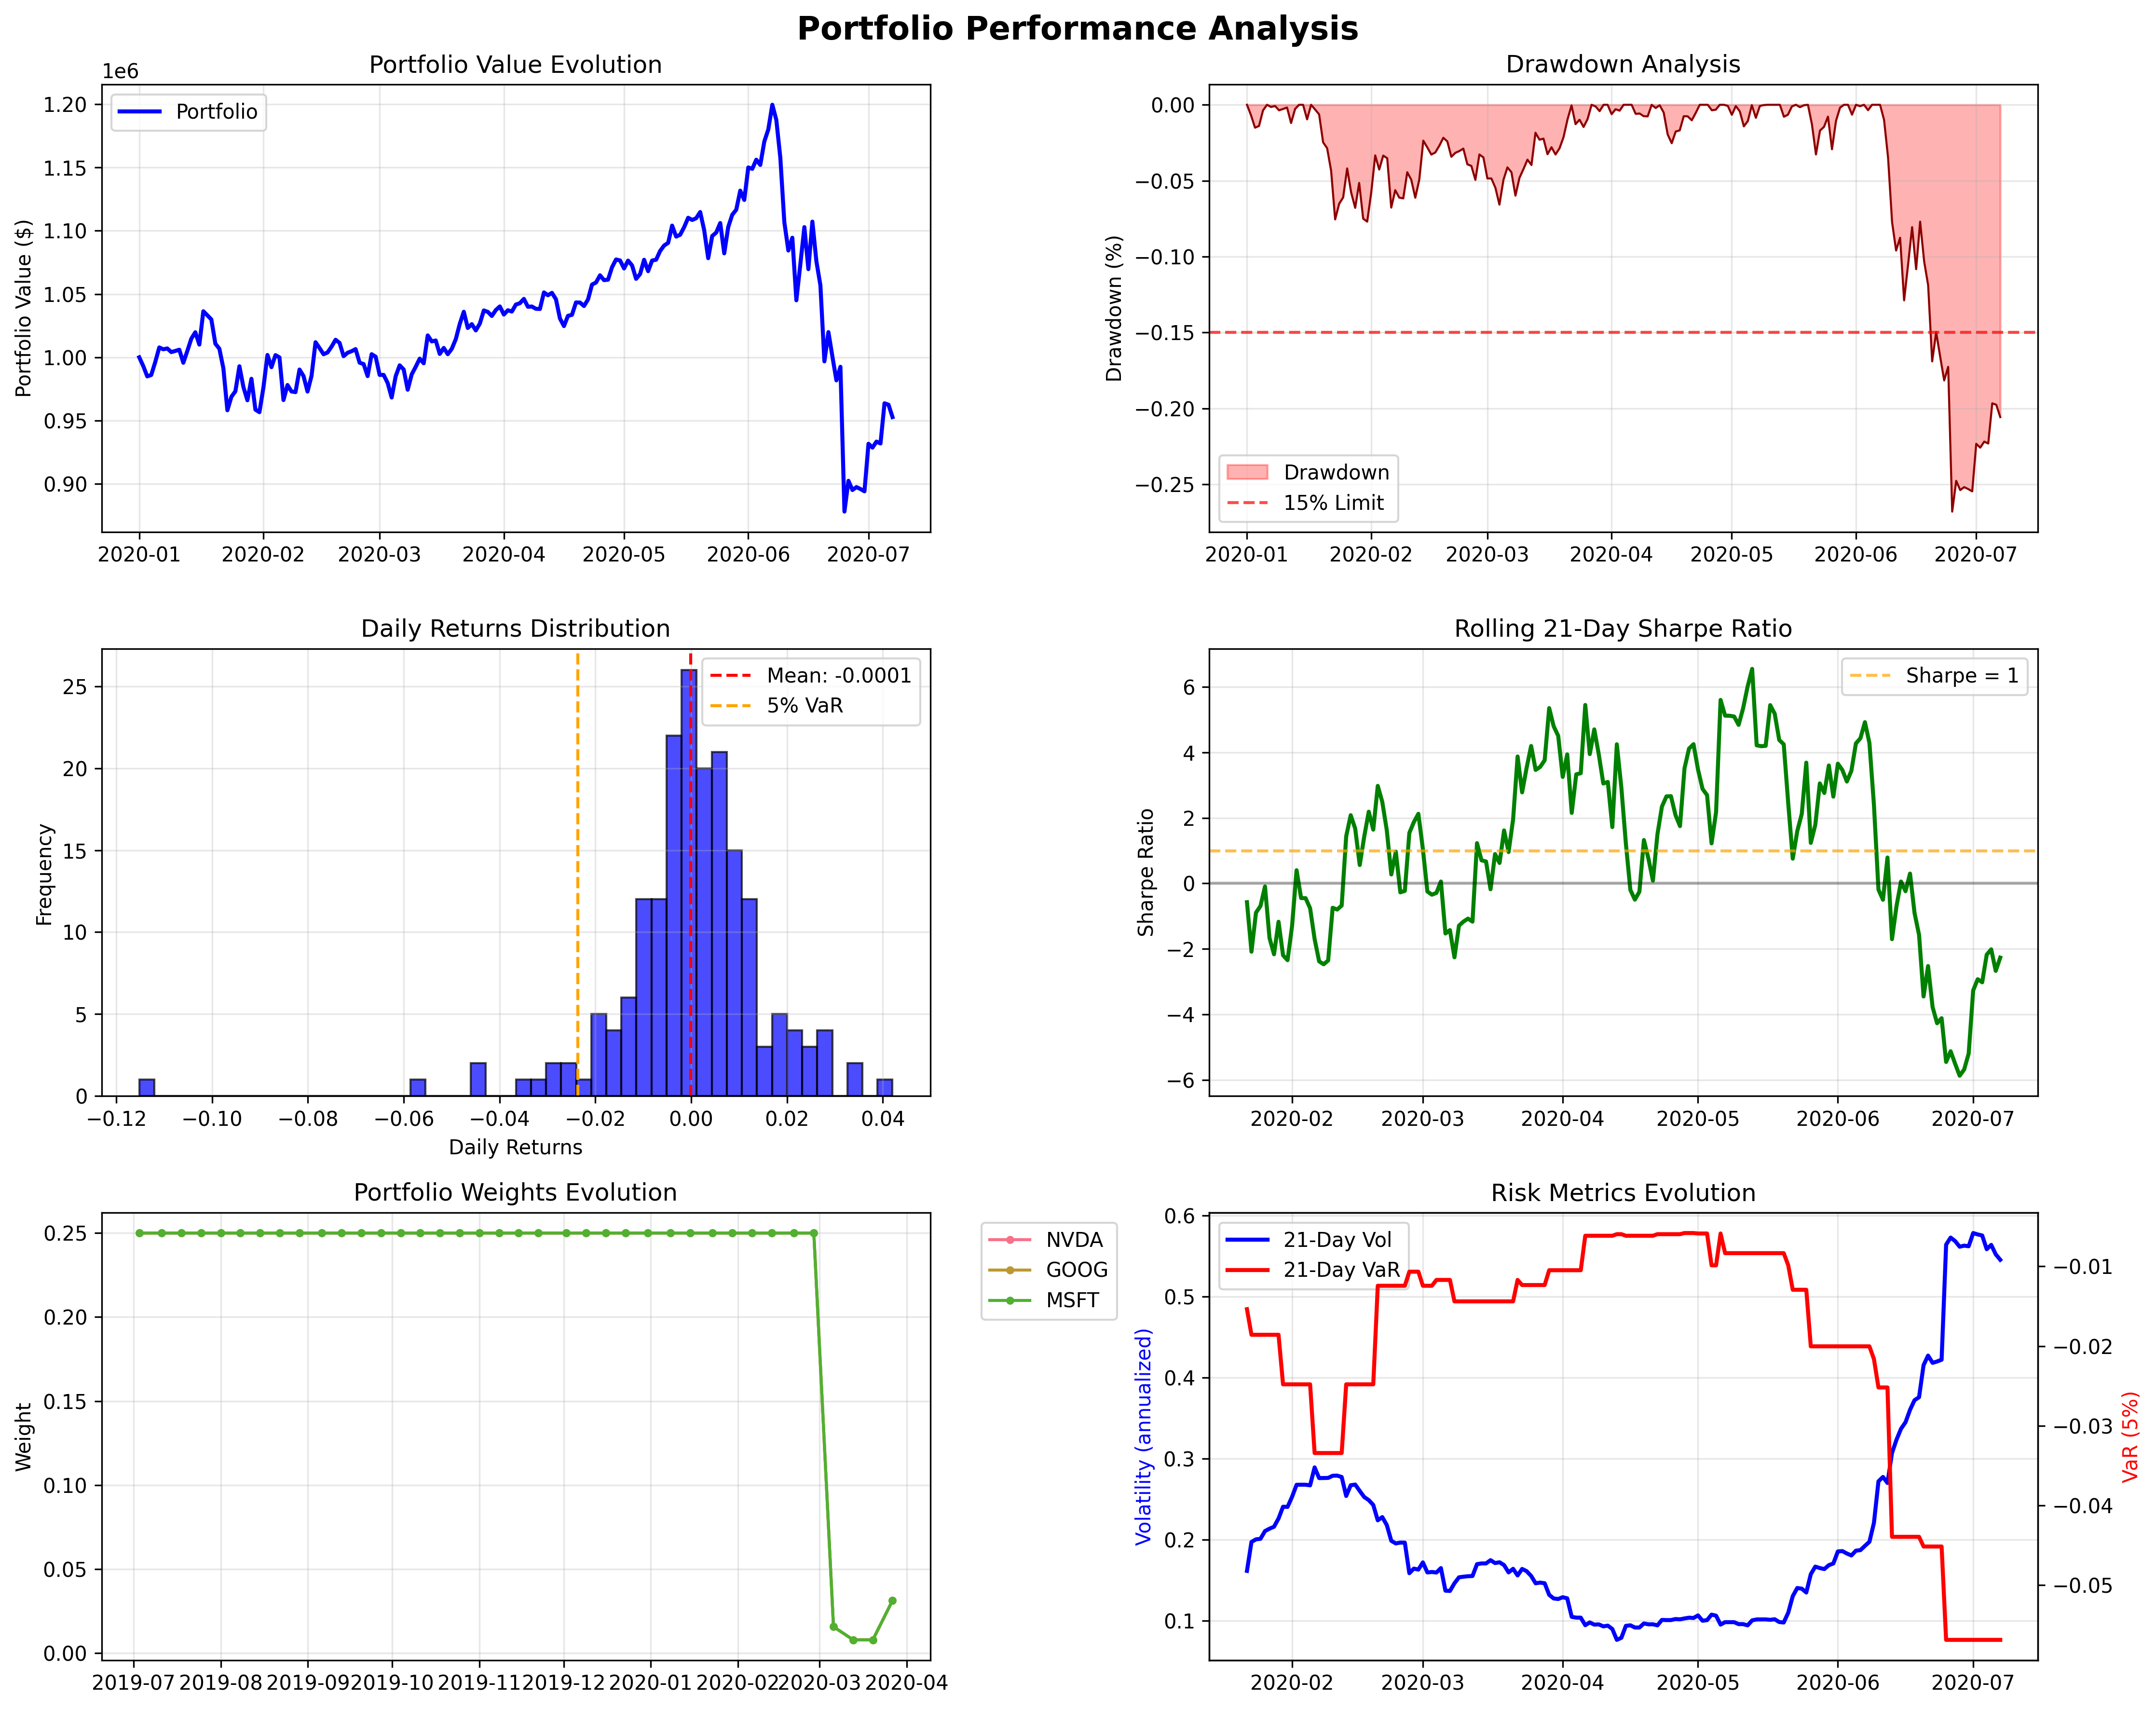 Portfolio Performance Analysis
Portfolio Value Evolution
1e6
Portfolio
Portfolio Value ($)
1.20
1.15
1.10
1.05
1.00
0.95
0.90
2020-01 2020-02 2020-03 2020-04 2020-05 2020-06 2020-07
Drawdown Analysis
Drawdown (%)
0.00
−0.05
−0.10
−0.15
−0.20
−0.25
Drawdown
15% Limit
2020-01 2020-02 2020-03 2020-04 2020-05 2020-06 2020-07
Daily Returns Distribution
Mean: -0.0001
5% VaR
Frequency
25
20
15
10
5
0
−0.12 −0.10 −0.08 −0.06 −0.04 −0.02 0.00 0.02 0.04
Daily Returns
Rolling 21-Day Sharpe Ratio
Sharpe = 1
Sharpe Ratio
6
4
2
0
−2
−4
−6
2020-02 2020-03 2020-04 2020-05 2020-06 2020-07
Portfolio Weights Evolution
Weight
0.25
0.20
0.15
0.10
0.05
0.00
2019-07 2019-08 2019-09 2019-10 2019-11 2019-12 2020-01 2020-02 2020-03 2020-04
NVDA
GOOG
MSFT
Risk Metrics Evolution
21-Day Vol
21-Day VaR
Volatility (annualized)
0.6
0.5
0.4
0.3
0.2
0.1
−0.01
−0.02
−0.03
−0.04
−0.05
VaR (5%)
2020-02 2020-03 2020-04 2020-05 2020-06 2020-07